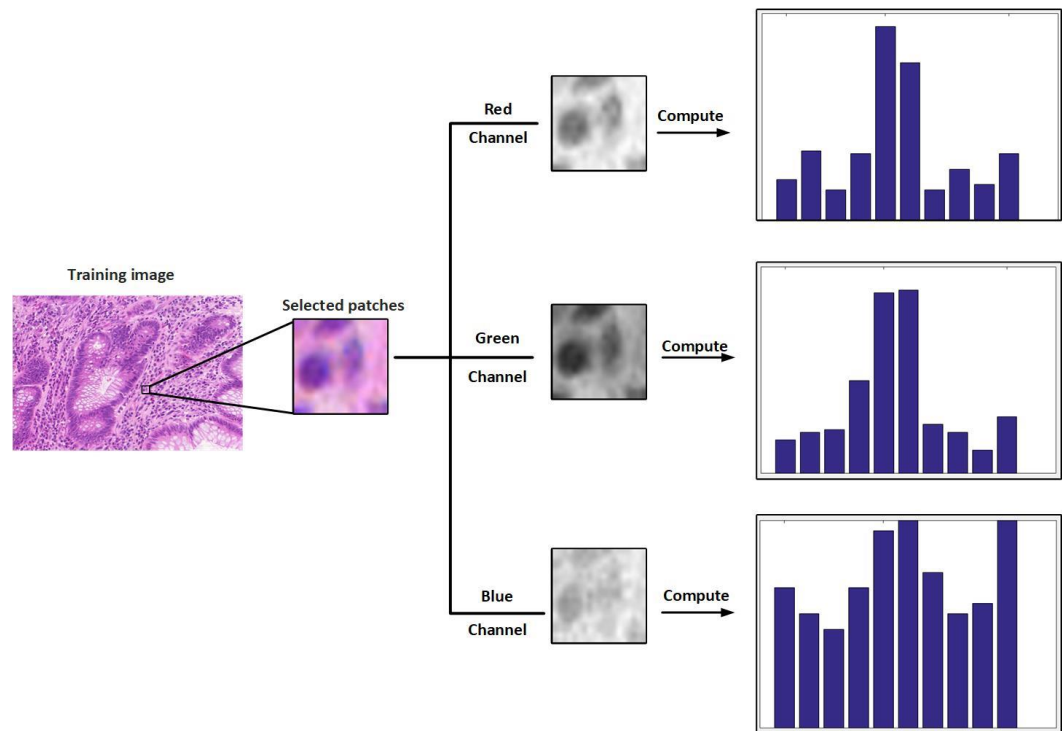 Training image
Selected patches
Red
Channel
Compute
Green
Channel
Compute
Blue
Channel
Compute